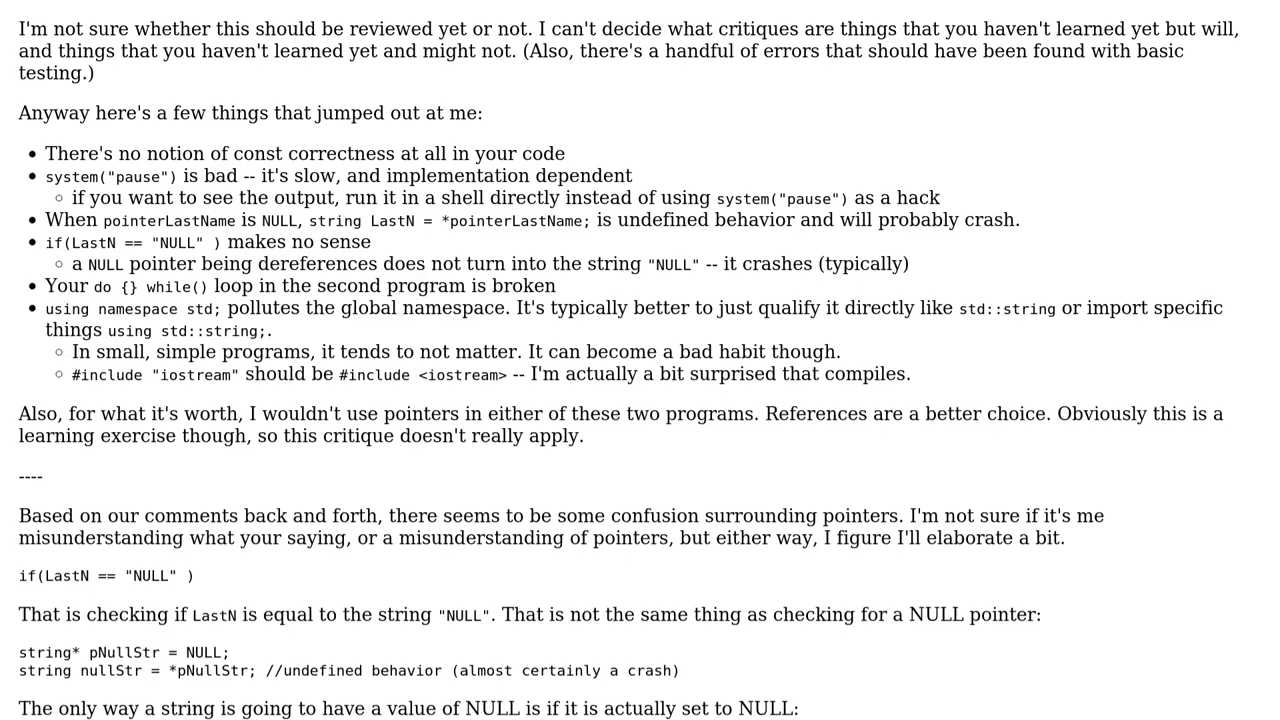 I'm not sure whether this should be reviewed yet or not. I can't decide what critiques are things that you haven't learned yet but will,
and things that you haven't learned yet and might not. (Also, there's a handful of errors that should have been found with basic
testing.)
Anyway here's a few things that jumped out at me:
• There's no notion of const correctness at all in your code
• system("pause") is bad -- it's slow, and implementation dependent
◦ if you want to see the output, run it in a shell directly instead of using system("pause") as a hack
• When pointerLastName is NULL, string LastN = *pointerLastName; is undefined behavior and will probably crash.
• if(LastN == "NULL" ) makes no sense
◦ a NULL pointer being dereferences does not turn into the string "NULL" -- it crashes (typically)
• Your do {} while() loop in the second program is broken
• using namespace std; pollutes the global namespace. It's typically better to just qualify it directly like std::string or import specific
things using std::string;.
◦ In small, simple programs, it tends to not matter. It can become a bad habit though.
◦ #include "iostream" should be #include <iostream> -- I'm actually a bit surprised that compiles.
Also, for what it's worth, I wouldn't use pointers in either of these two programs. References are a better choice. Obviously this is a
learning exercise though, so this critique doesn't really apply.
----
Based on our comments back and forth, there seems to be some confusion surrounding pointers. I'm not sure if it's me
misunderstanding what your saying, or a misunderstanding of pointers, but either way, I figure I'll elaborate a bit.
if(LastN == "NULL" )
That is checking if LastN is equal to the string "NULL". That is not the same thing as checking for a NULL pointer:
string* pNullStr = NULL;
string nullStr = *pNullStr; //undefined behavior (almost certainly a crash)
The only way a string is going to have a value of NULL is if it is actually set to NULL: